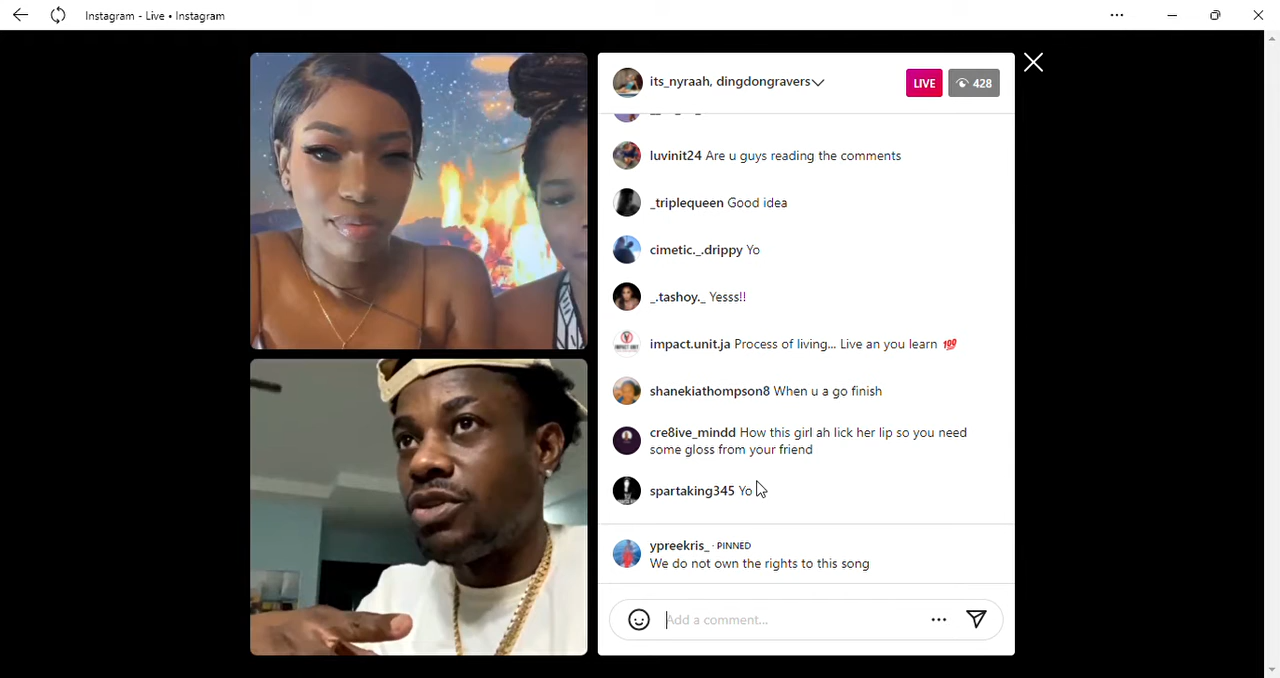 Instagram - Live • Instagram
its_nyraah, dingdongravers
LIVE
428
luvinit24 Are u guys reading the comments
_triplequeen Good idea
cimetic._.drippy Yo
_.tashoy._ Yesss!!
impact.unit.ja Process of living... Live an you learn 💯
shanekiathompson8 When u a go finish
cre8ive_mindd How this girl ah lick her lip so you need
some gloss from your friend
spartaking345 Yo
ypreekris_ · PINNED
We do not own the rights to this song
Add a comment...